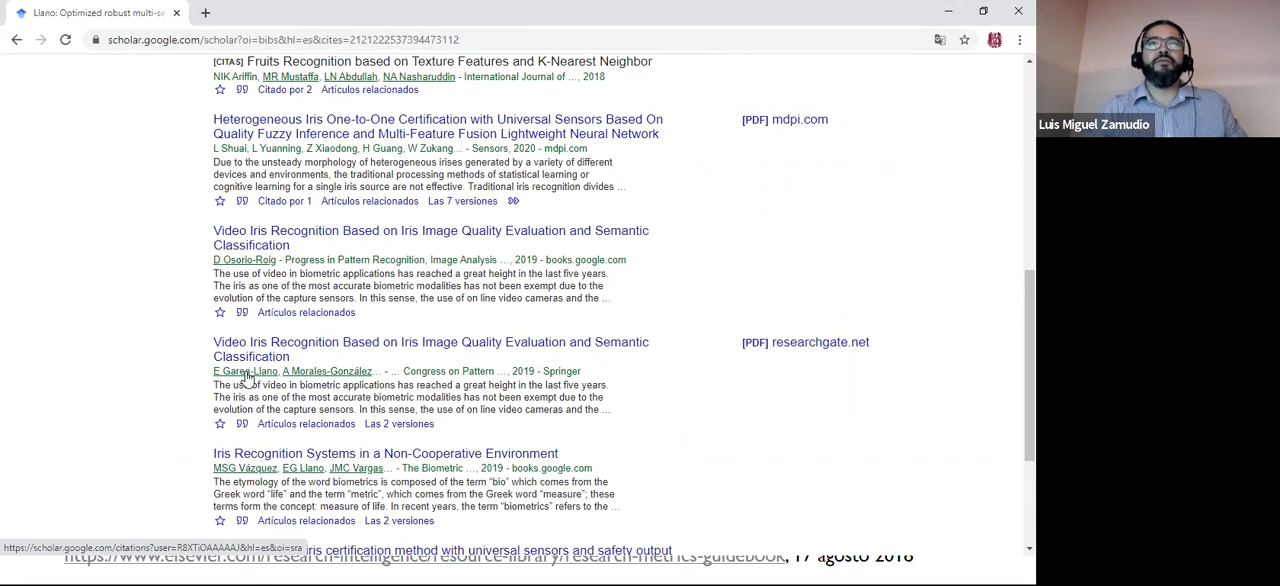 Llano: Optimized robust multi-se
scholar.google.com/scholar?oi=bibs&hl=es&cites=2121222537394473112
[CITAS] Fruits Recognition based on Texture Features and K-Nearest Neighbor
NIK Ariffin, MR Mustaffa, LN Abdullah, NA Nasharuddin - International Journal of …, 2018
Citado por 2 Artículos relacionados
Heterogeneous Iris One-to-One Certification with Universal Sensors Based On
Quality Fuzzy Inference and Multi-Feature Fusion Lightweight Neural Network
[PDF] mdpi.com
L Shuai, L Yuanning, Z Xiaodong, H Guang, W Zukang… - Sensors, 2020 - mdpi.com
Due to the unsteady morphology of heterogeneous irises generated by a variety of different
devices and environments, the traditional processing methods of statistical learning or
cognitive learning for a single iris source are not effective. Traditional iris recognition divides …
Citado por 1 Artículos relacionados Las 7 versiones
Video Iris Recognition Based on Iris Image Quality Evaluation and Semantic
Classification
D Osorio-Roig - Progress in Pattern Recognition, Image Analysis …, 2019 - books.google.com
The use of video in biometric applications has reached a great height in the last five years.
The iris as one of the most accurate biometric modalities has not been exempt due to the
evolution of the capture sensors. In this sense, the use of on line video cameras and the …
Artículos relacionados
Video Iris Recognition Based on Iris Image Quality Evaluation and Semantic
Classification
[PDF] researchgate.net
E Garea-Llano, A Morales-González… - … Congress on Pattern …, 2019 - Springer
The use of video in biometric applications has reached a great height in the last five years.
The iris as one of the most accurate biometric modalities has not been exempt due to the
evolution of the capture sensors. In this sense, the use of on line video cameras and the …
Artículos relacionados Las 2 versiones
Iris Recognition Systems in a Non-Cooperative Environment
MSG Vázquez, EG Llano, JMC Vargas… - The Biometric …, 2019 - books.google.com
The etymology of the word biometrics is composed of the term “bio” which comes from the
Greek word “life” and the term “metric”, which comes from the Greek word “measure”; these
terms form the concept: measure of life. In recent years, the term “biometrics” refers to the …
Artículos relacionados Las 2 versiones
https://scholar.google.com/citations?user=R8XTiOAAAAAJ&hl=es&oi=sra
iris certification method with universal sensors and safety output
https://www.elsevier.com/research-intelligence/resource-library/research-metrics-guidebook, 17 agosto 2018
Luis Miguel Zamudio